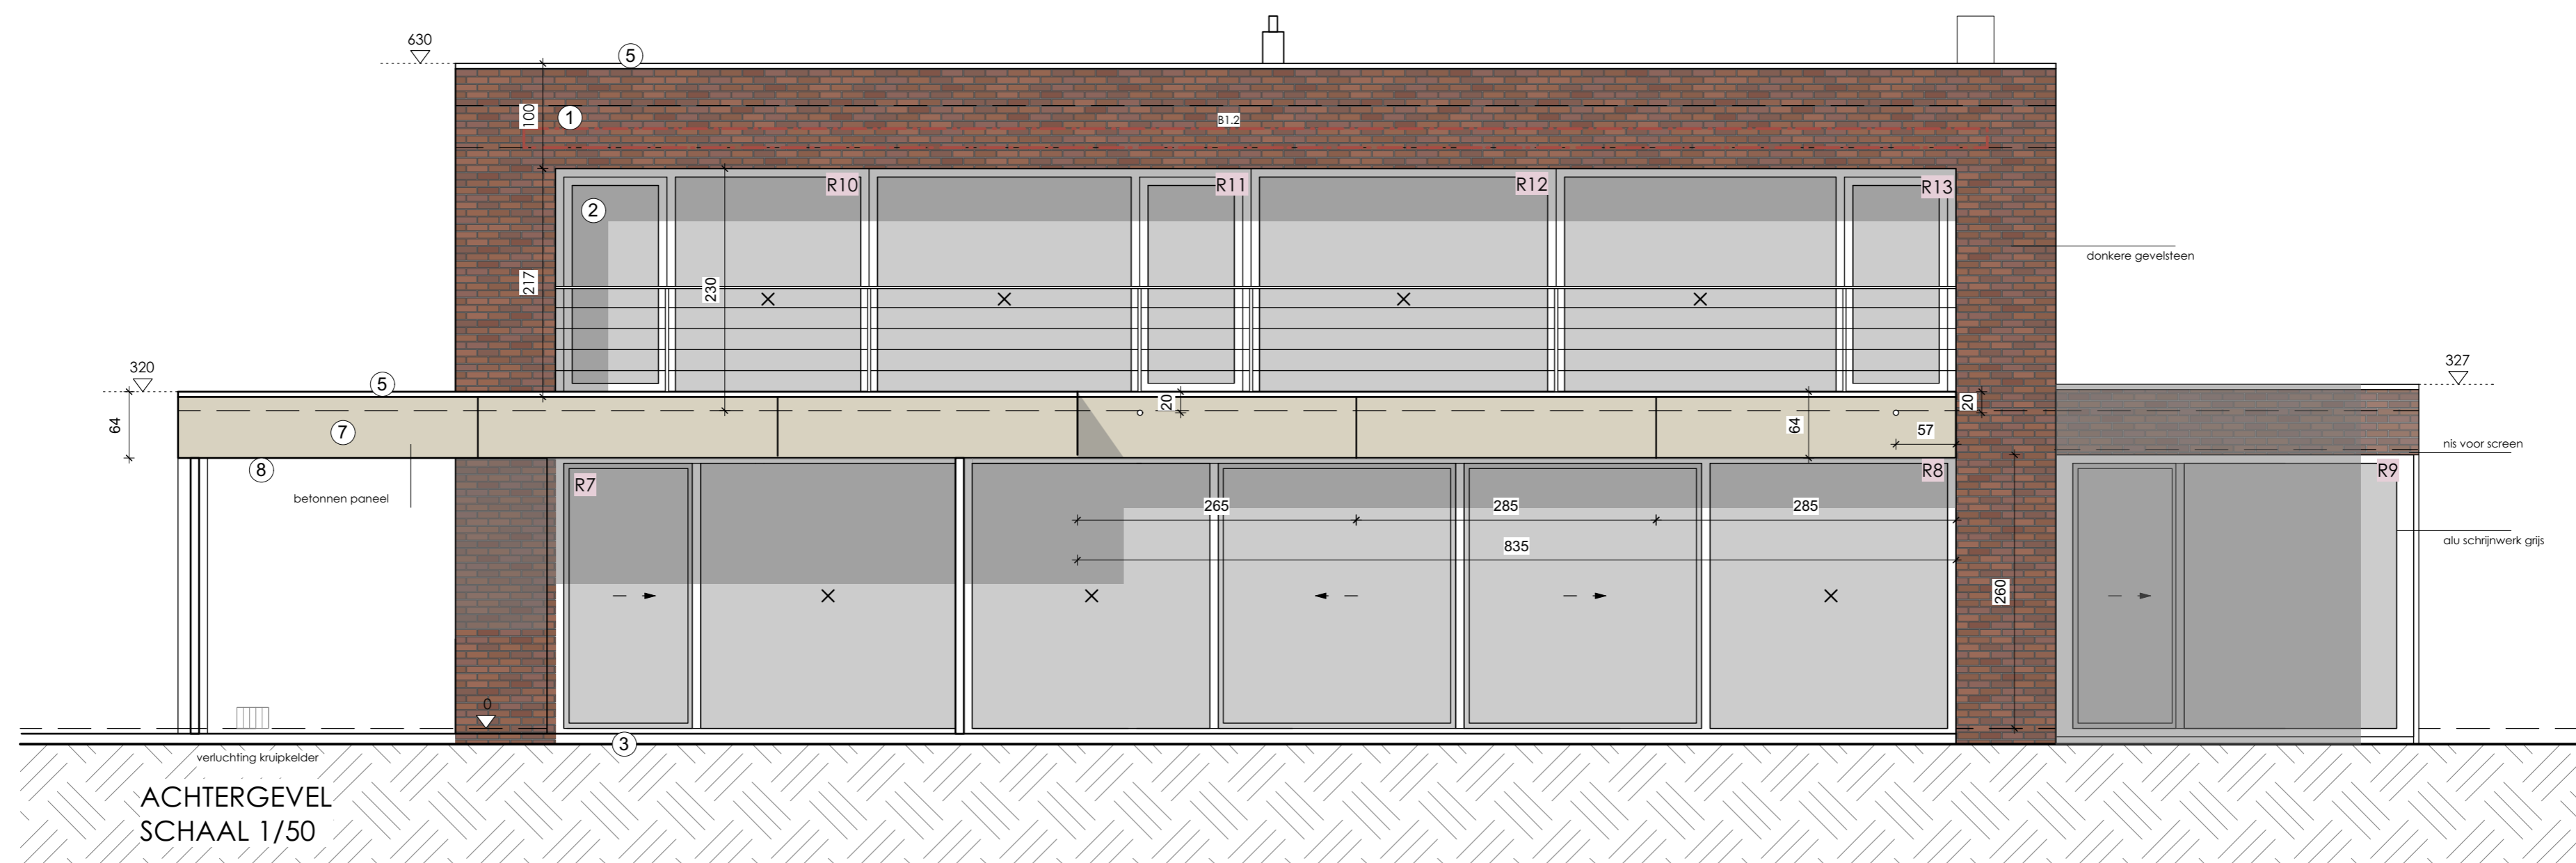 630
5
100
1
B1.2
R10
R11
R12
R13
2
217
230
donkere gevelsteen
320
5
327
20
20
64
7
64
57
nis voor screen
8
R7
R8
R9
betonnen paneel
265
285
285
alu schrijnwerk grijs
835
260
0
3
verluchting kruipkelder
ACHTERGEVEL
SCHAAL 1/50